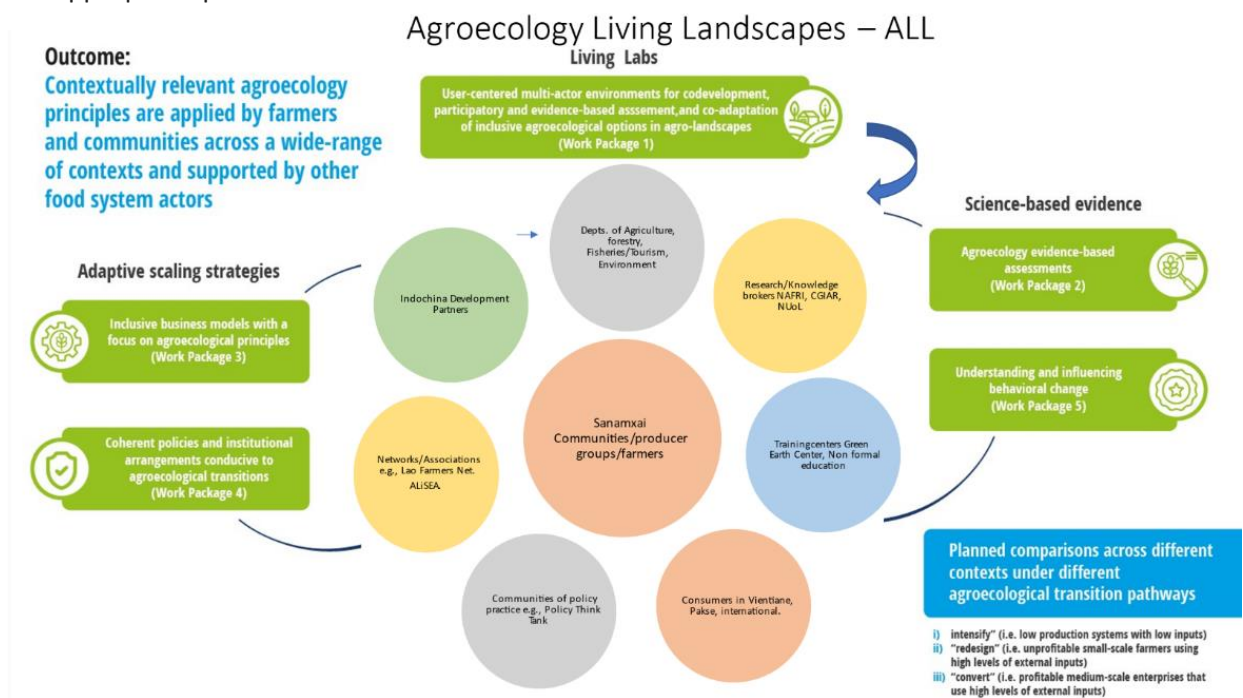 Agroecology Living Landscapes – ALL
Outcome:
Contextually relevant agroecology
principles are applied by farmers
and communities across a wide-range
of contexts and supported by other
food system actors
Living Labs
User-centered multi-actor environments for codevelopment,
participatory and evidence-based asssement,and co-adaptation
of inclusive agroecological options in agro-landscapes
(Work Package 1)
Adaptive scaling strategies
Inclusive business models with a
focus on agroecological principles
(Work Package 3)
Coherent policies and institutional
arrangements conducive to
agroecological transitions
(Work Package 4)
Depts. of Agriculture,
forestry,
Fisheries/Tourism,
Environment
Indochina Development
Partners
Research/Knowledge
brokers NAFRI, CGIAR,
NUoL
Sanamxai
Communities/producer
groups/farmers
Networks/Associations
e.g., Lao Farmers Net.
ALiSEA.
Trainingcenters Green
Earth Center, Non formal
education
Communities of policy
practice e.g., Policy Think
Tank
Consumers in Vientiane,
Pakse, international.
Science-based evidence
Agroecology evidence-based
assessments
(Work Package 2)
Understanding and influencing
behavioral change
(Work Package 5)
Planned comparisons across different
contexts under different
agroecological transition pathways
i) intensify" (i.e. low production systems with low inputs)
ii) "redesign" (i.e. unprofitable small-scale farmers using
high levels of external inputs)
iii) "convert" (i.e. profitable medium-scale enterprises that
use high levels of external inputs)